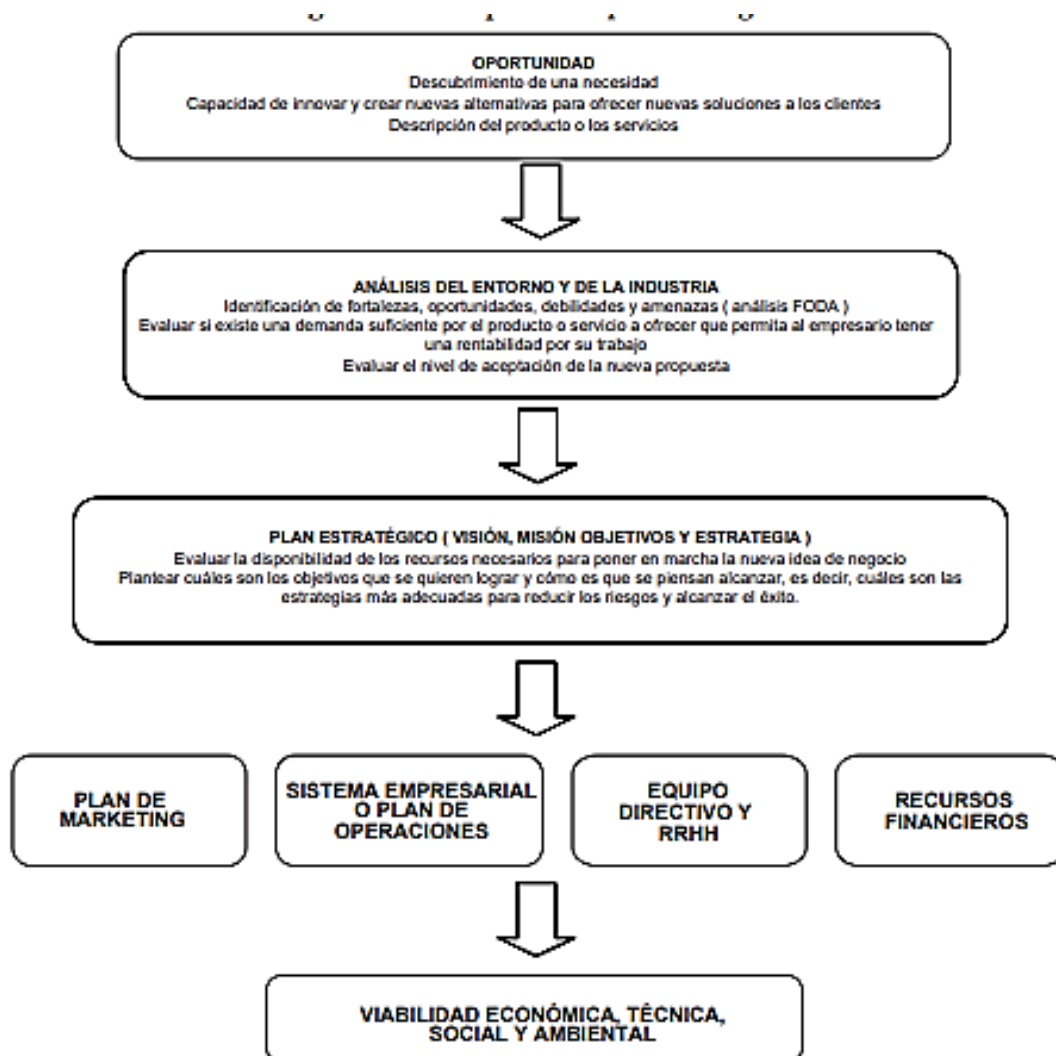 OPORTUNIDAD
Descubrimiento de una necesidad
Capacidad de innovar y crear nuevas alternativas para ofrecer nuevas soluciones a los clientes
Descripción del producto o los servicios
ANÁLISIS DEL ENTORNO Y DE LA INDUSTRIA
Identificación de fortalezas, oportunidades, debilidades y amenazas ( análisis FODA )
Evaluar si existe una demanda suficiente por el producto o servicio a ofrecer que permita al empresario tener
una rentabilidad por su trabajo
Evaluar el nivel de aceptación de la nueva propuesta
PLAN ESTRATÉGICO ( VISIÓN, MISIÓN OBJETIVOS Y ESTRATEGIA )
Evaluar la disponibilidad de los recursos necesarios para poner en marcha la nueva idea de negocio
Plantear cuáles son los objetivos que se quieren lograr y cómo es que se piensan alcanzar, es decir, cuáles son las
estrategias más adecuadas para reducir los riesgos y alcanzar el éxito.
PLAN DE
MARKETING
SISTEMA EMPRESARIAL
O PLAN DE
OPERACIONES
EQUIPO
DIRECTIVO Y
RRHH
RECURSOS
FINANCIEROS
VIABILIDAD ECONÓMICA, TÉCNICA,
SOCIAL Y AMBIENTAL